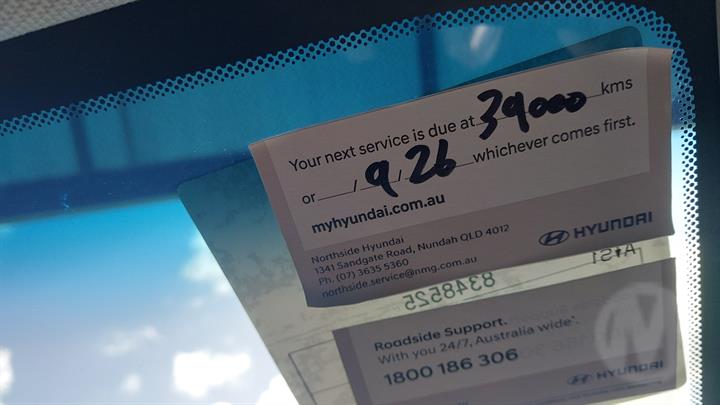 Your next service is due at 39000 kms
or / 9 / 26 whichever comes first.
myhyundai.com.au
Northside Hyundai
1341 Sandgate Road, Nundah QLD 4012
Ph. (07) 3635 5360
northside.service@nmg.com.au
HYUNDAI
8348525
Roadside Support.
With you 24/7, Australia wide*.
1800 186 306
HYUNDAI